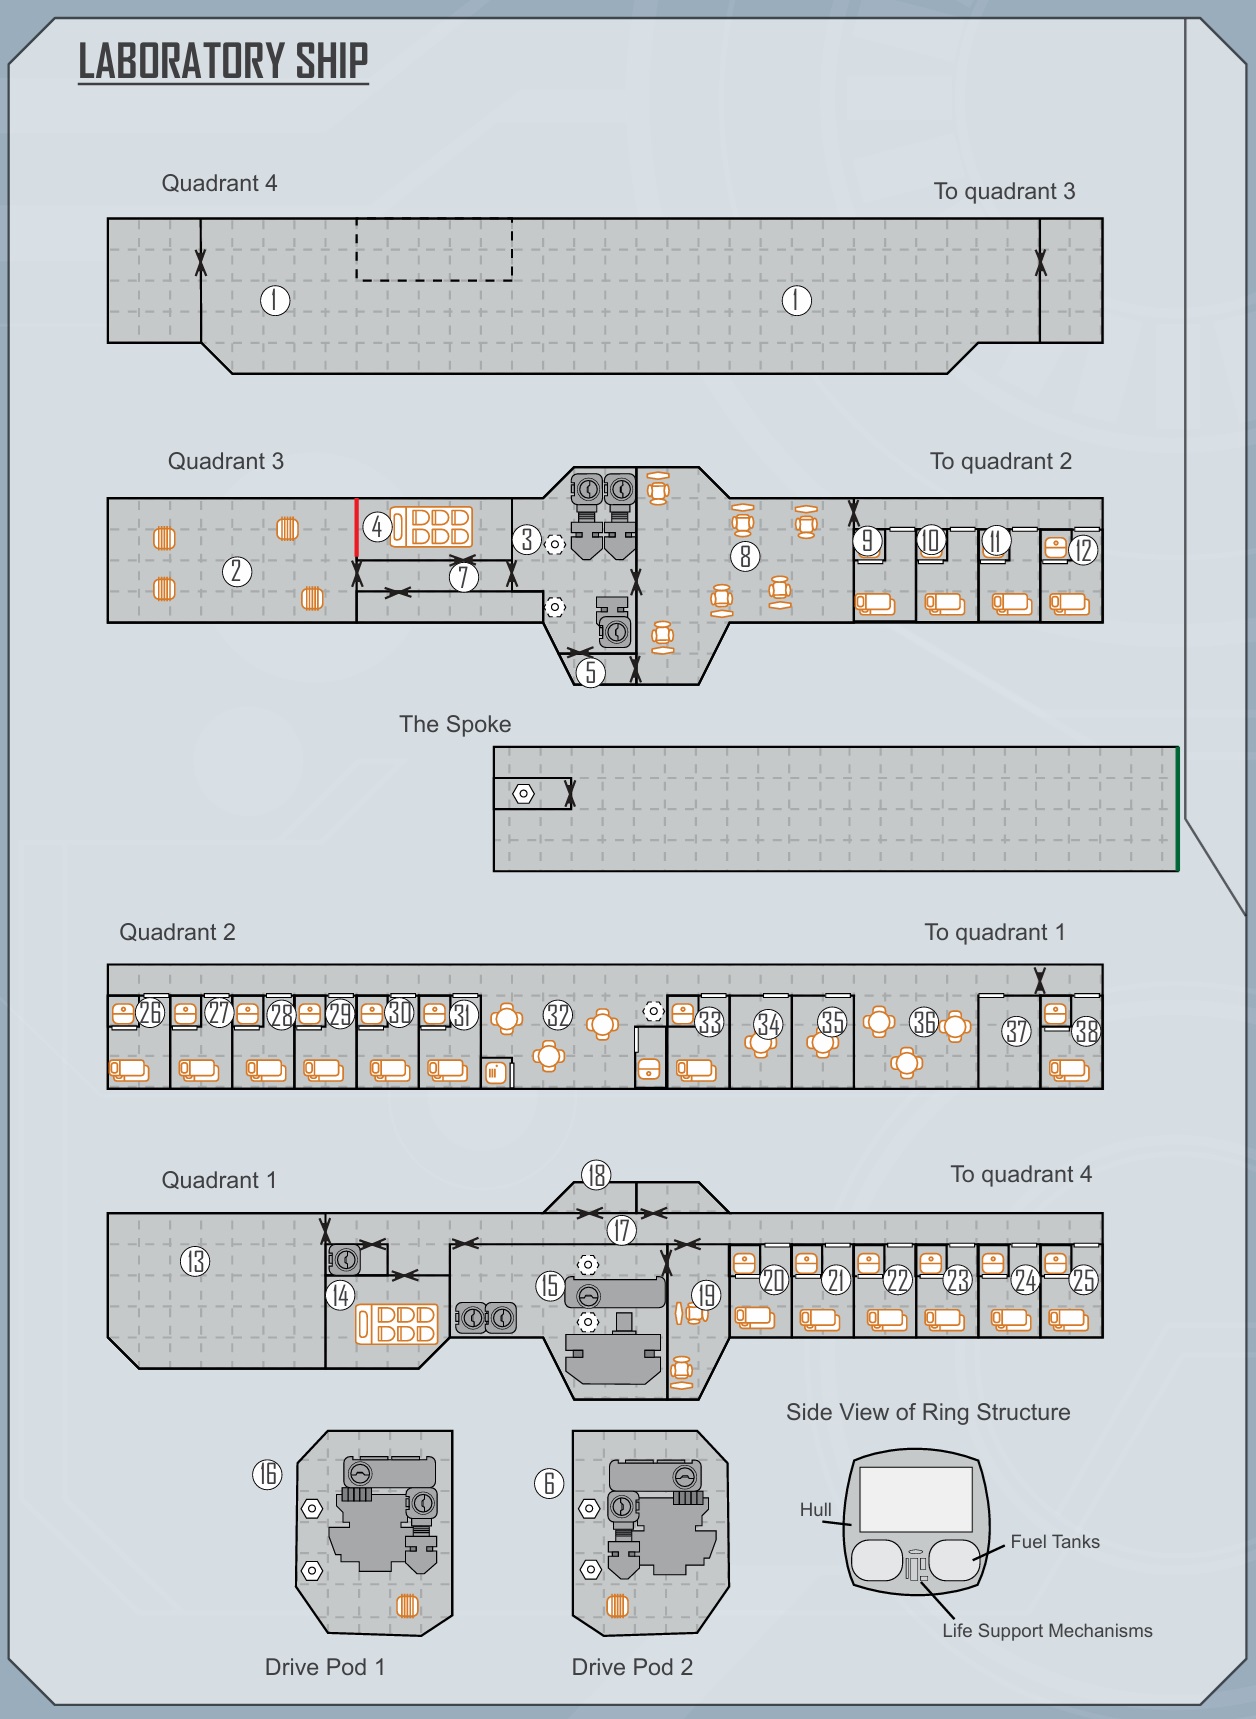 LABORATORY SHIP
Quadrant 4
To quadrant 3
1
1
Quadrant 3
To quadrant 2
2
4
7
3
5
8
9
10
11
12
The Spoke
Quadrant 2
To quadrant 1
26
27
28
29
30
31
32
33
34
35
36
37
38
Quadrant 1
To quadrant 4
18
17
13
14
15
19
20
21
22
23
24
25
16
6
Drive Pod 1
Drive Pod 2
Side View of Ring Structure
Hull
Fuel Tanks
Life Support Mechanisms